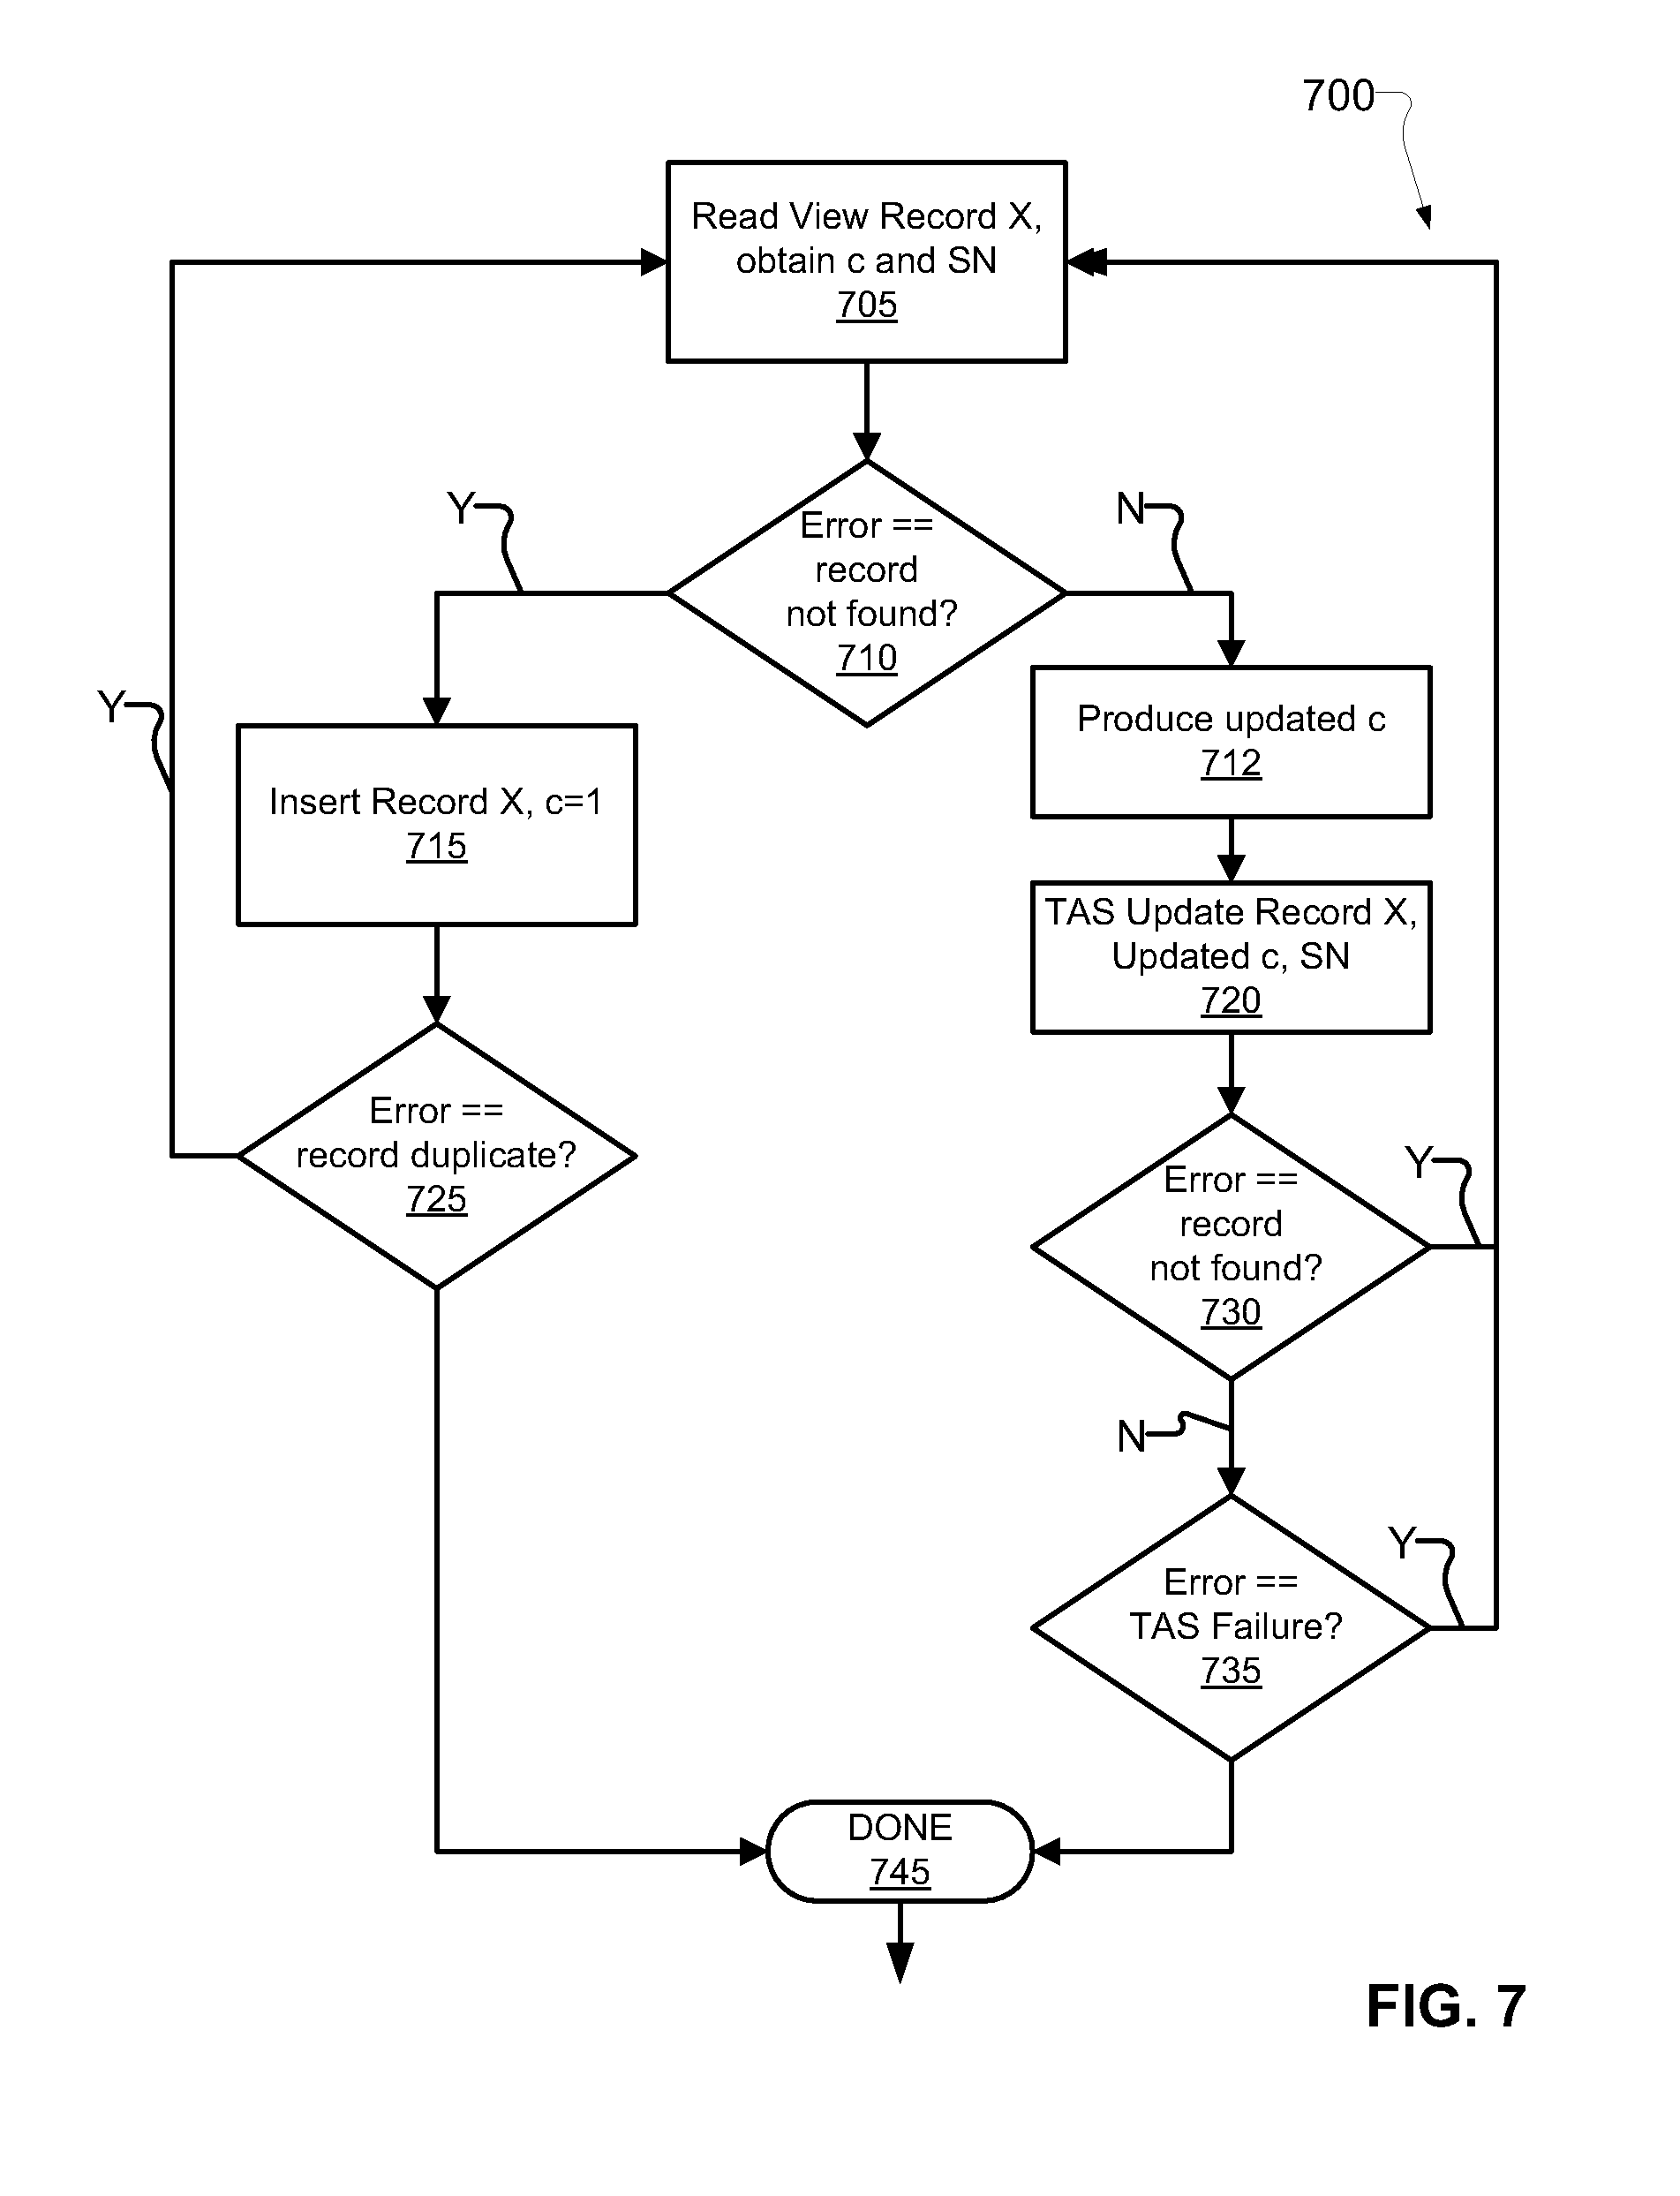 700
Read View Record X,
obtain c and SN
705
Y
N
Error ==
record
not found?
710
Y
Produce updated c
712
Insert Record X, c=1
715
TAS Update Record X,
Updated c, SN
720
Error ==
record duplicate?
725
Y
Error ==
record
not found?
730
N
Y
Error ==
TAS Failure?
735
DONE
745
FIG. 7